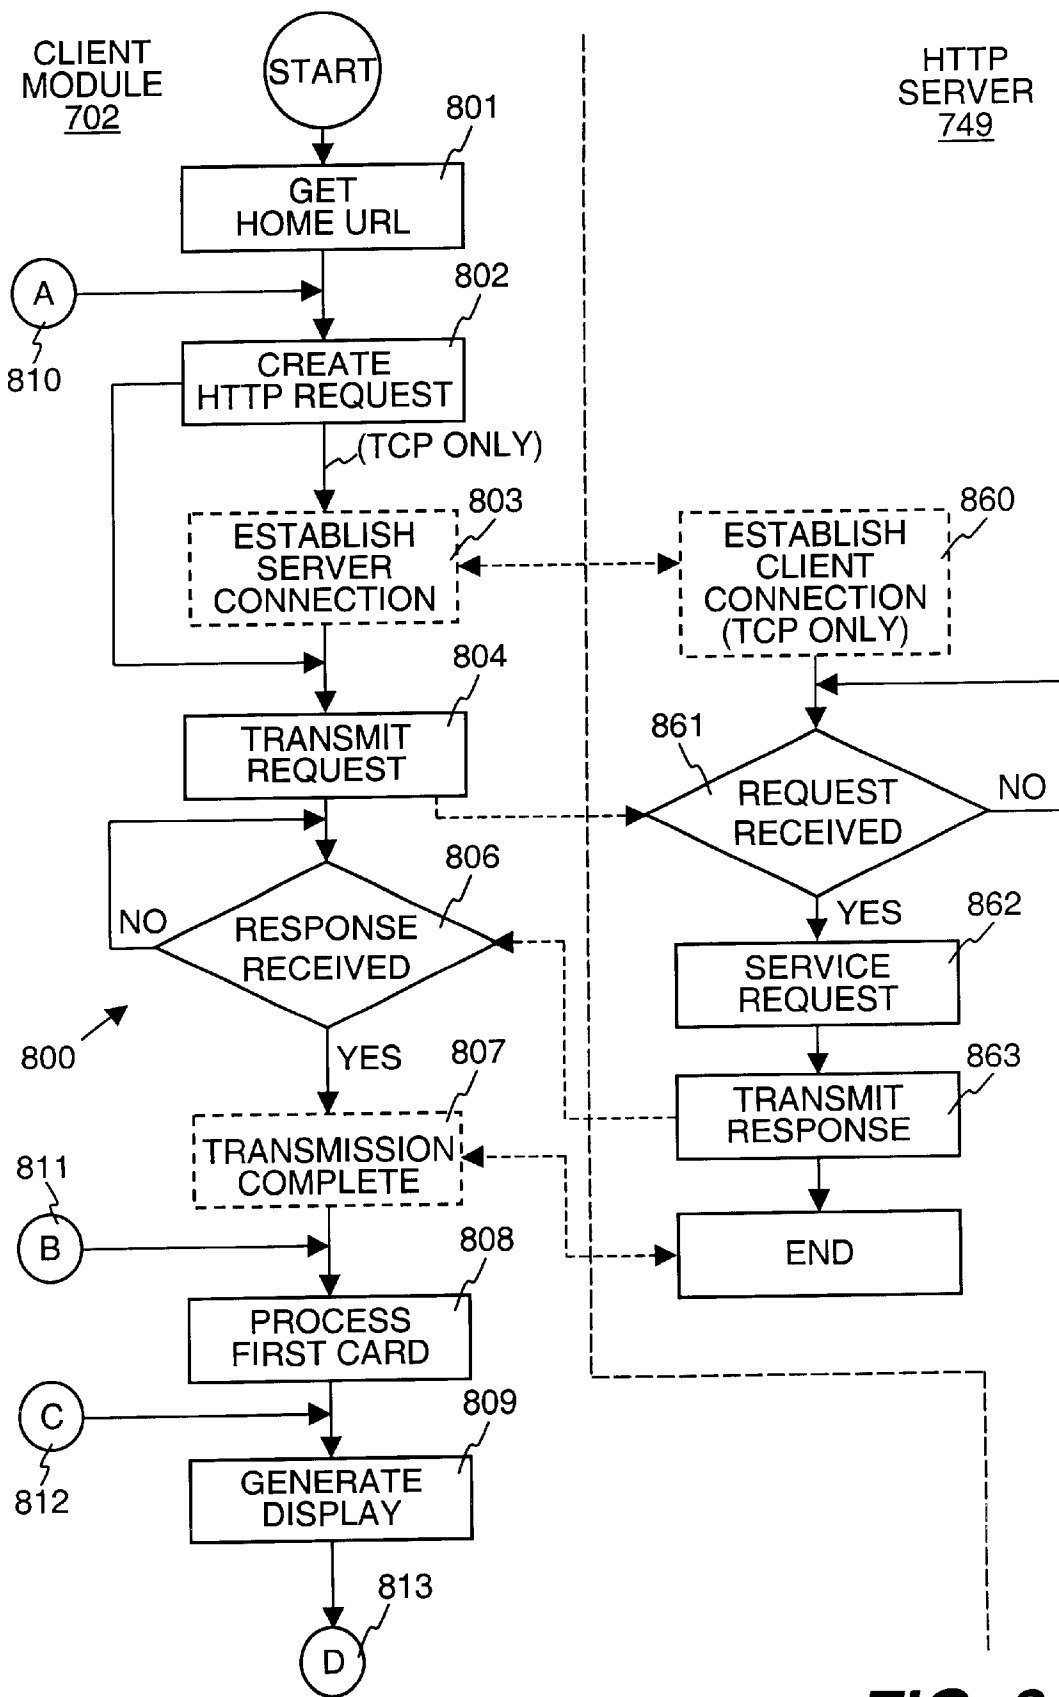 CLIENT
MODULE
702
START
HTTP
SERVER
749
801
GET
HOME URL
A
810
802
CREATE
HTTP REQUEST
(TCP ONLY)
803
ESTABLISH
SERVER
CONNECTION
860
ESTABLISH
CLIENT
CONNECTION
(TCP ONLY)
804
TRANSMIT
REQUEST
861
REQUEST
RECEIVED
NO
YES
806
RESPONSE
RECEIVED
NO
YES
800
862
SERVICE
REQUEST
863
TRANSMIT
RESPONSE
807
TRANSMISSION
COMPLETE
END
811
B
808
PROCESS
FIRST CARD
C
812
809
GENERATE
DISPLAY
813
D